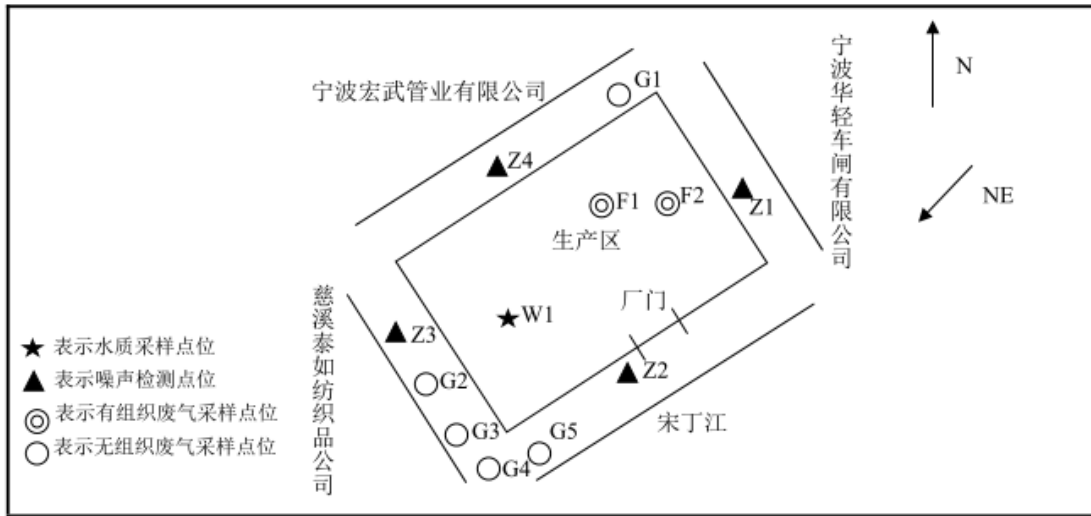 宁波宏武管业有限公司
G1
宁波华轻车闸有限公司
N
Z4
F1
F2
Z1
NE
生产区
慈溪泰如纺织品公司
厂门
W1
Z3
Z2
G2
G3
G4
G5
宋丁江
表示水质采样点位
表示噪声检测点位
表示有组织废气采样点位
表示无组织废气采样点位